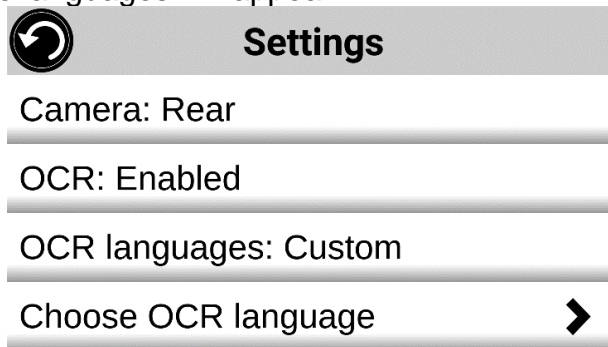 Settings
Camera: Rear
OCR: Enabled
OCR languages: Custom
Choose OCR language